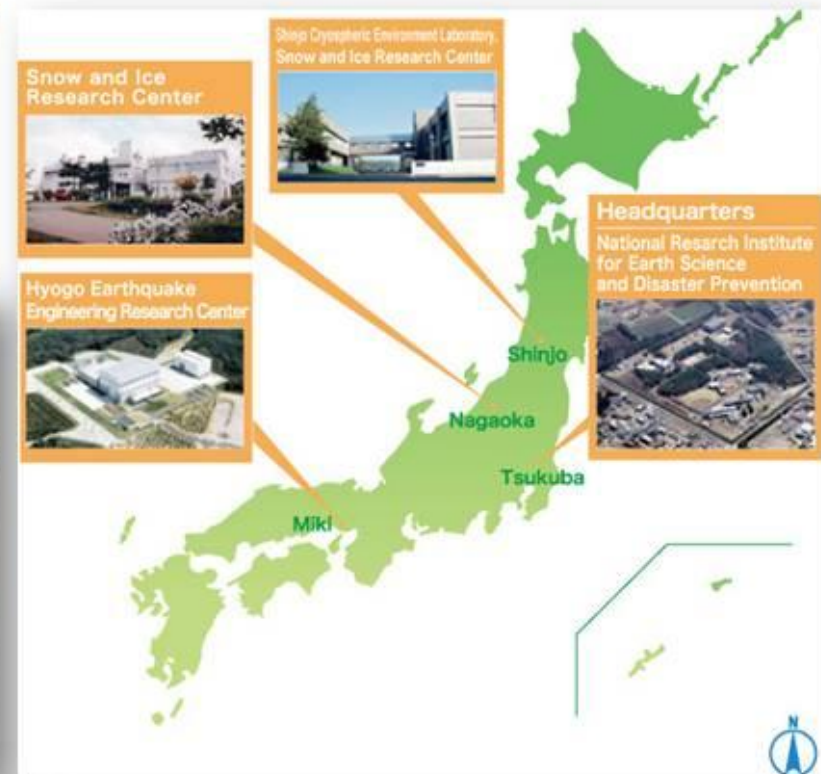 Snow and Ice
Research Center
Shinjo Cryospheric Environment Laboratory,
Snow and Ice Research Center
Headquarters
National Resarch Institute
for Earth Science
and Disaster Prevention
Hyogo Earthquake
Engineering Research Center
Shinjo
Nagaoka
Tsukuba
Miki
N